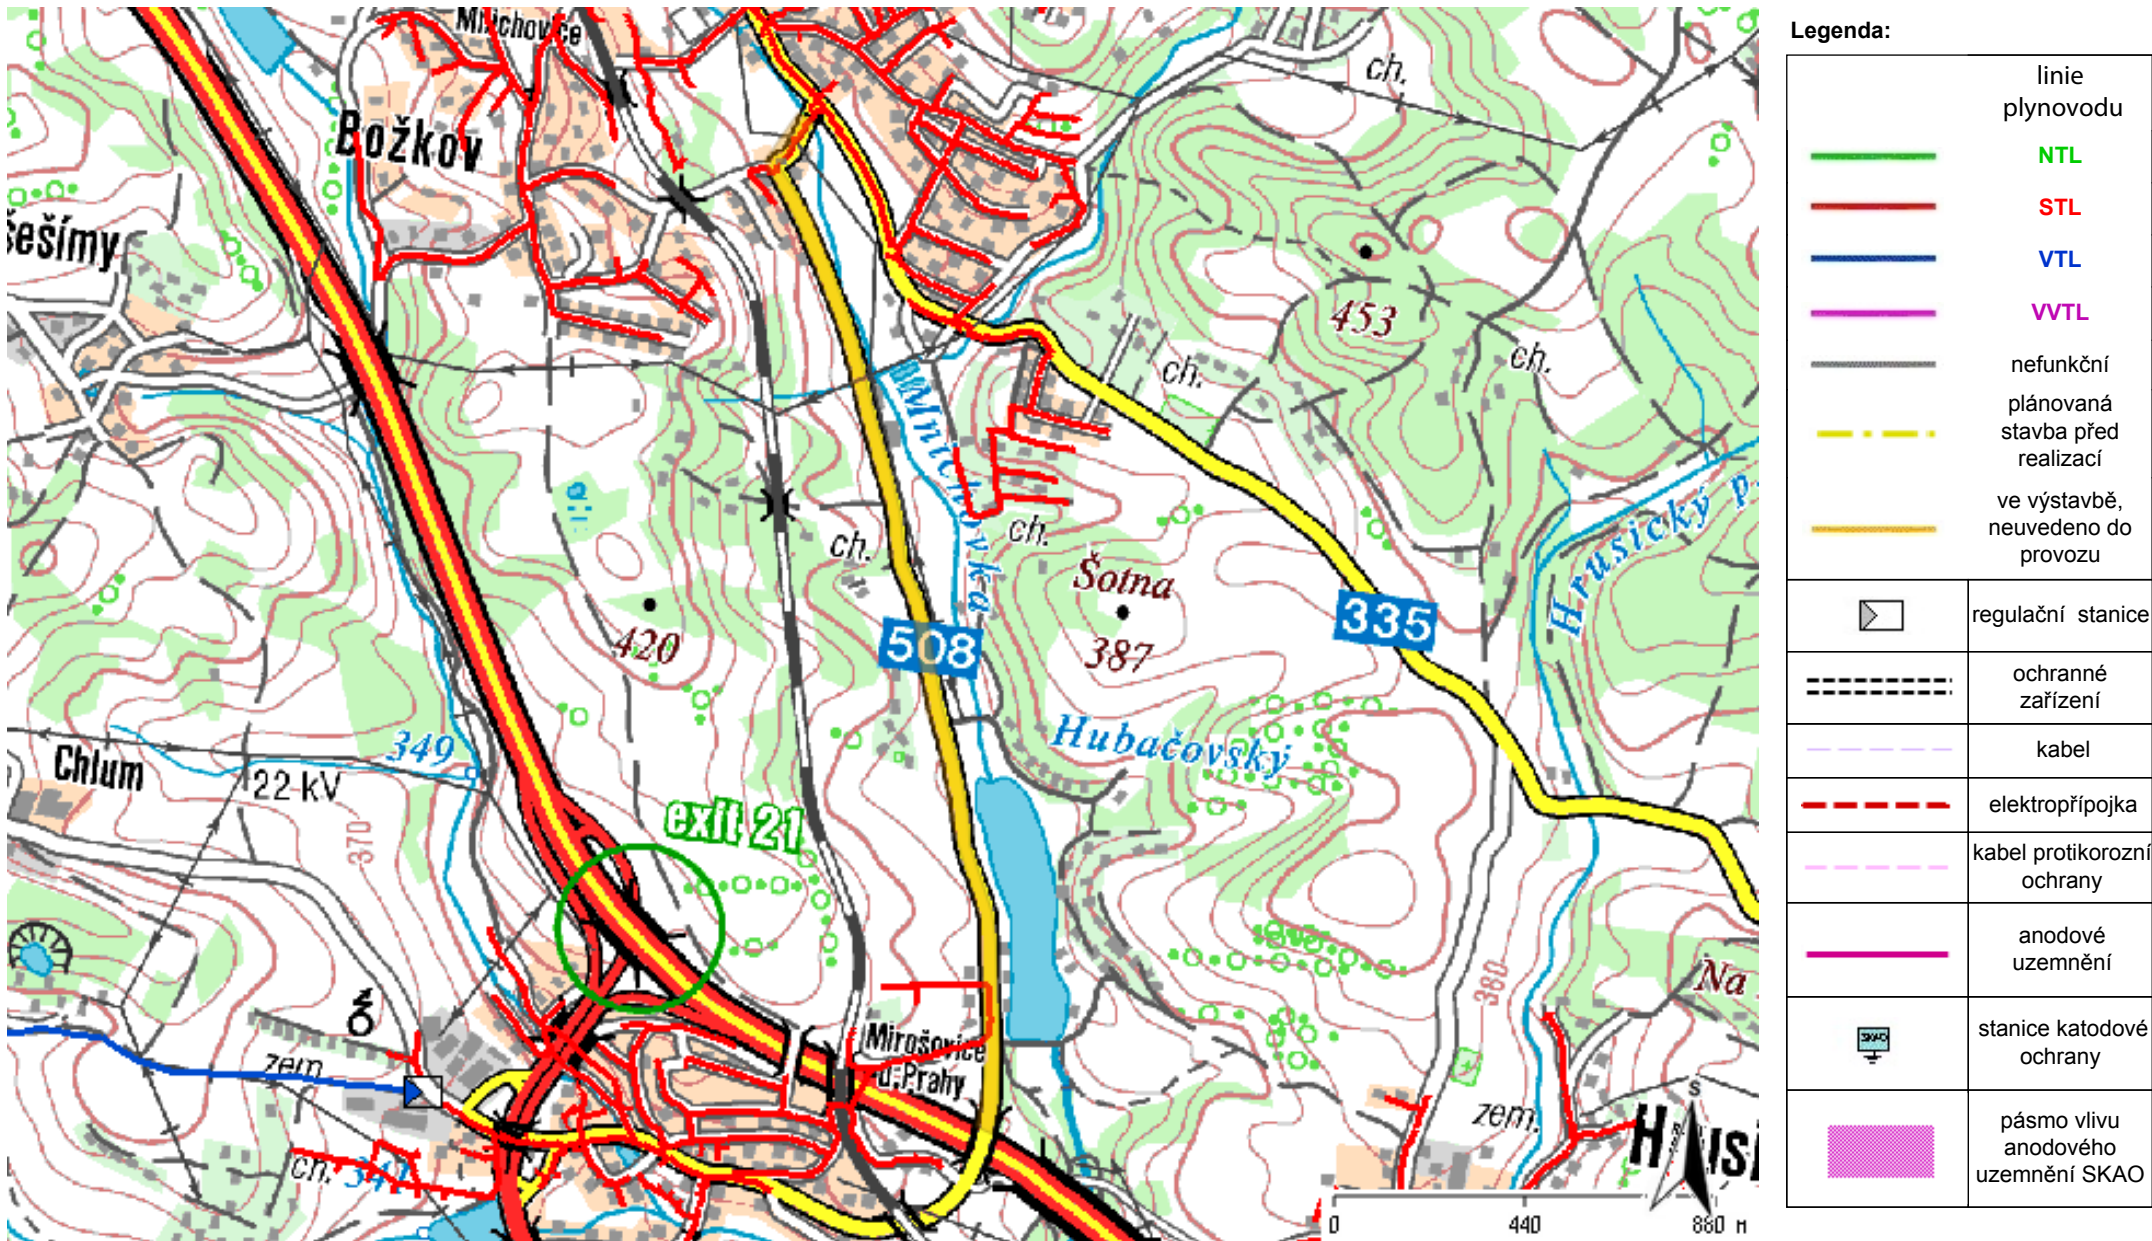 Mnichovice
Božkov
šešímy
ch.
453
ch.
ch.
Mnichovka
ch.
ch.
Šotna
387
420
508
335
Hrusický p.
Hubačovský
349
Chlum
22-kV
370
exit 21
380
Na
zem.
Mirošovice
u.Prahy
zem.
ch.
341
S
0
440
880 M
Legenda:
linie
plynovodu
NTL
STL
VTL
VVTL
nefunkční
plánovaná
stavba před
realizací
ve výstavbě,
neuvedeno do
provozu
regulační stanice
ochranné
zařízení
kabel
elektropřípojka
kabel protikorozní
ochrany
anodové
uzemnění
SKAO
stanice katodové
ochrany
pásmo vlivu
anodového
uzemnění SKAO